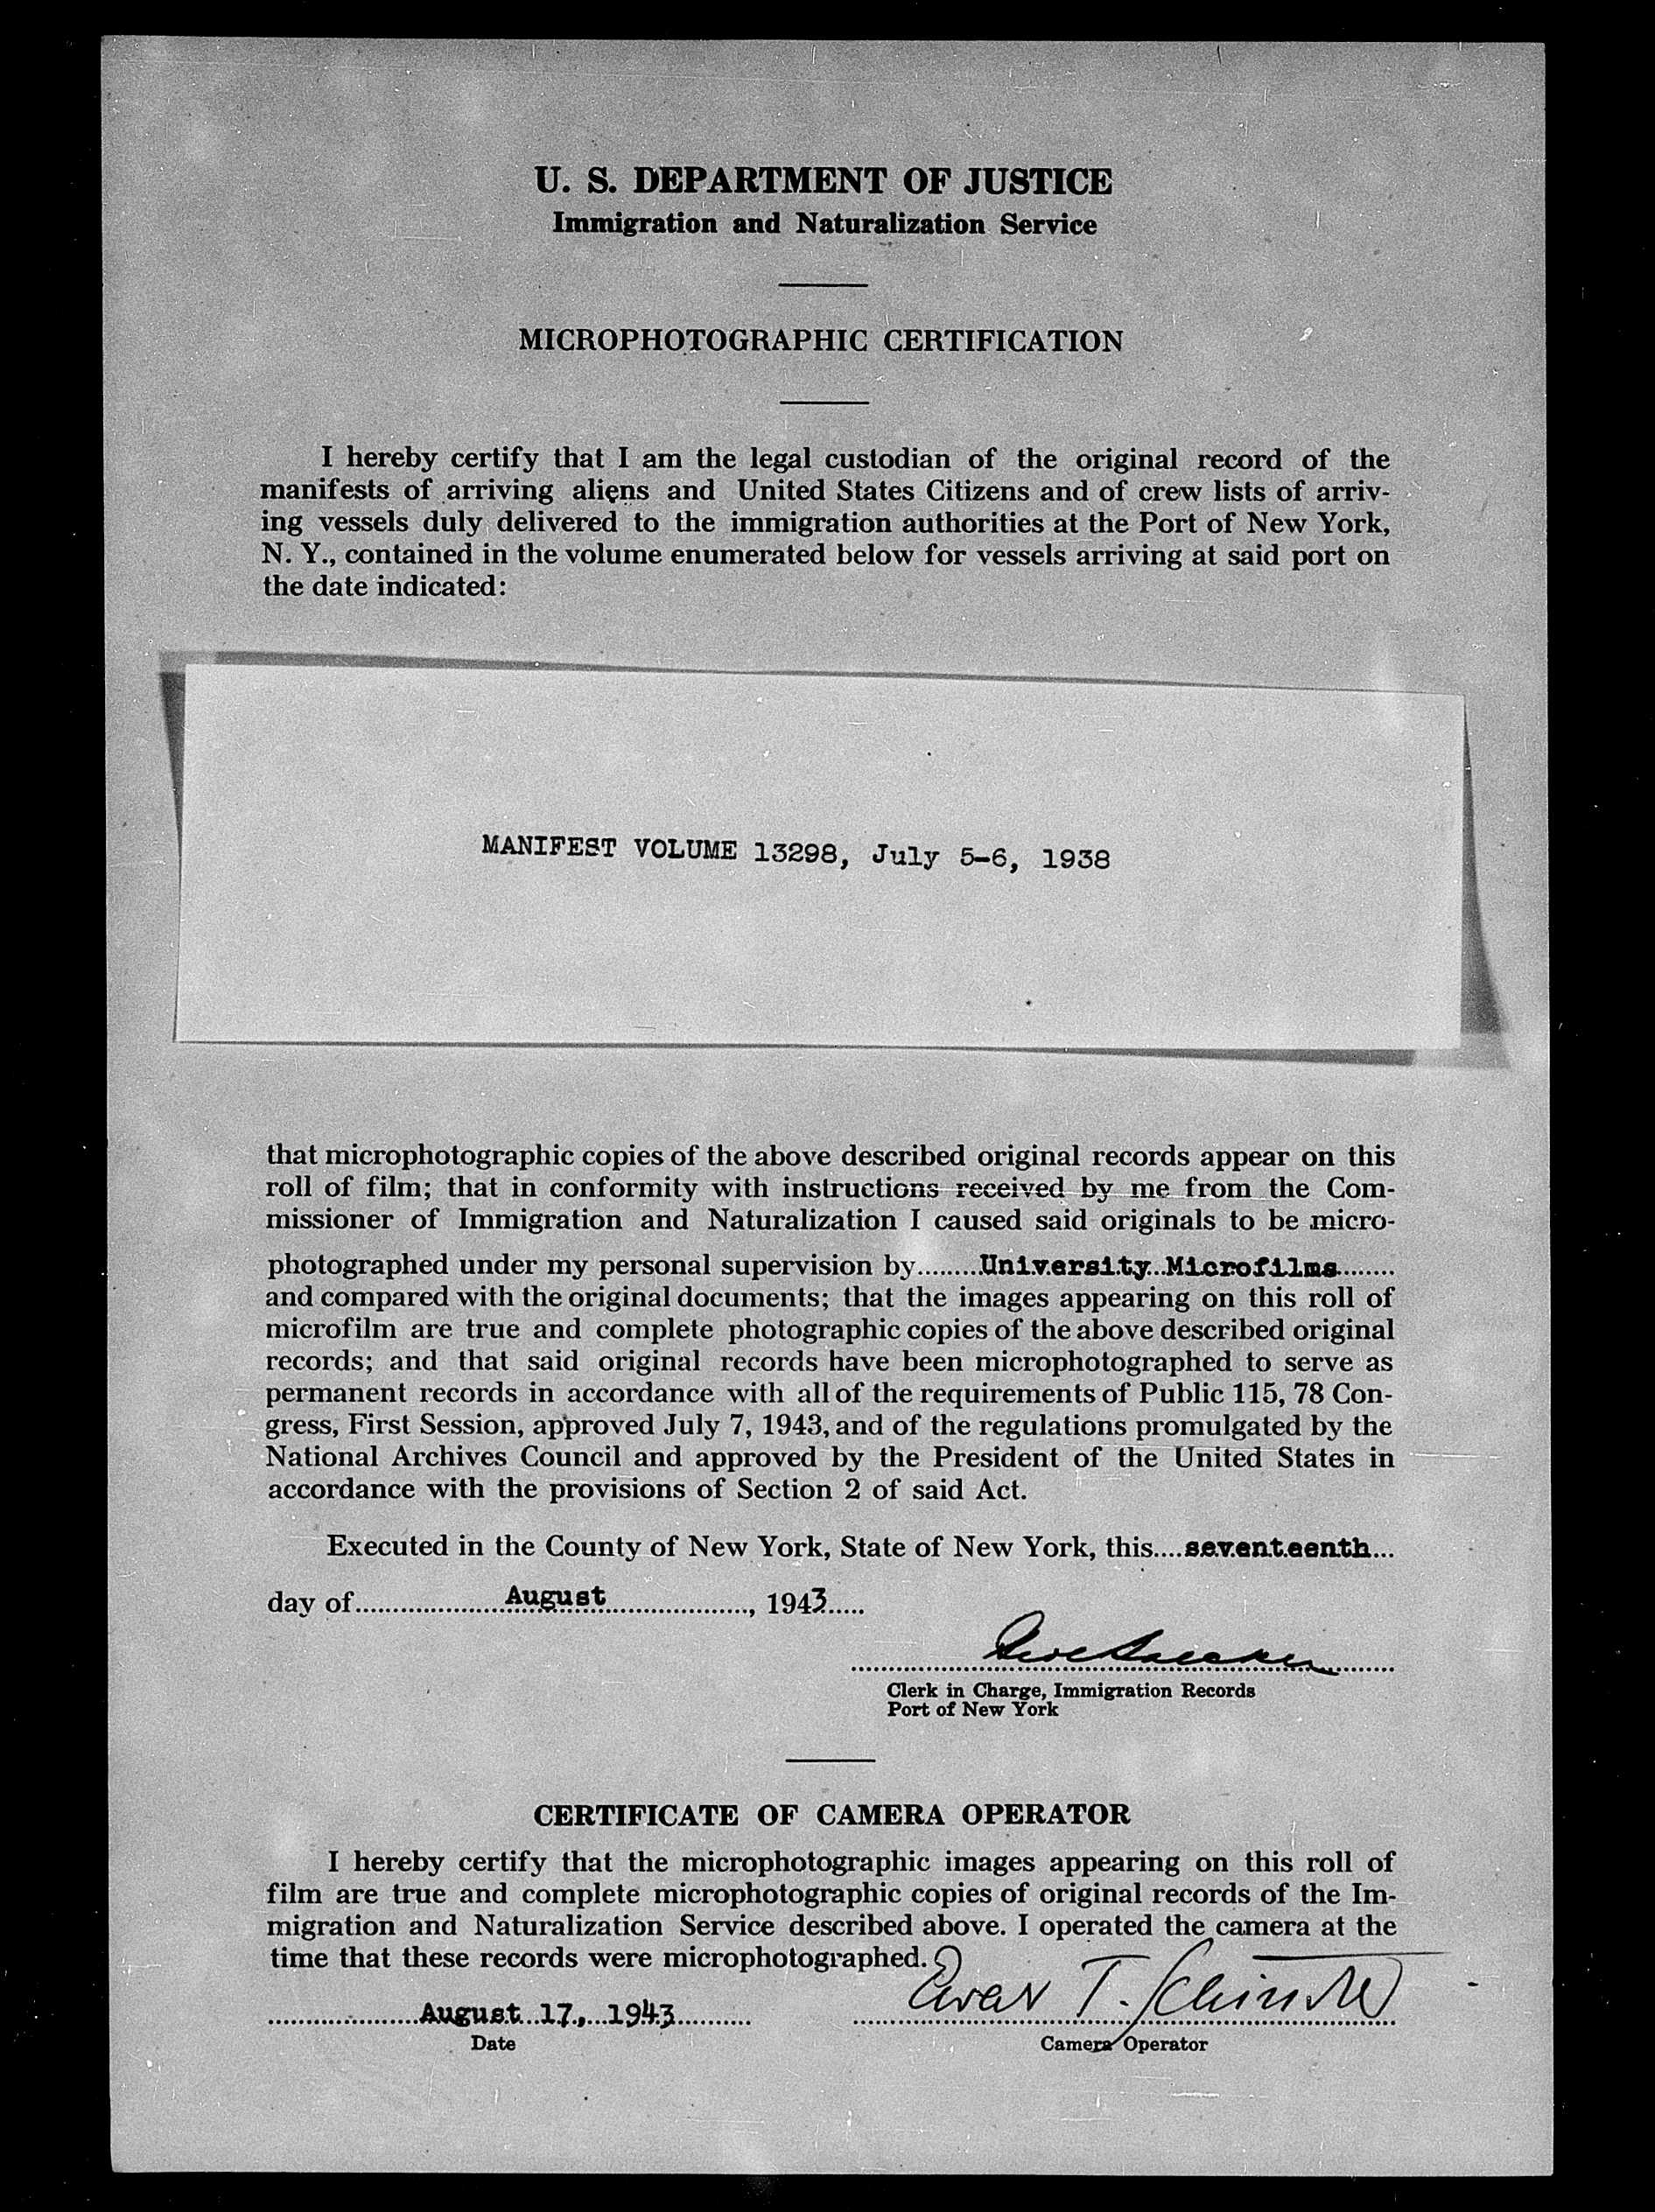 U. S. DEPARTMENT OF JUSTICE
Immigration and Naturalization Service
MICROPHOTOGRAPHIC CERTIFICATION
I hereby certify that I am the legal custodian of the original record of the
manifests of arriving aliens and United States Citizens and of crew lists of arriv-
ing vessels duly delivered to the immigration authorities at the Port of New York,
N. Y., contained in the volume enumerated below for vessels arriving at said port on
the date indicated:
MANIFEST VOLUME 13298, July 5-6, 1938
that microphotographic copies of the above described original records appear on this
roll of film; that in conformity with instructions received by me from the Com-
missioner of Immigration and Naturalization I caused said originals to be micro-
photographed under my personal supervision by........University Microfilms........
and compared with the original documents; that the images appearing on this roll of
microfilm are true and complete photographic copies of the above described original
records; and that said original records have been microphotographed to serve as
permanent records in accordance with all of the requirements of Public 115, 78 Con-
gress, First Session, approved July 7, 1943, and of the regulations promulgated by the
National Archives Council and approved by the President of the United States in
accordance with the provisions of Section 2 of said Act.
Executed in the County of New York, State of New York, this....seventeenth...
day of....................August...................., 1943.....
Clerk in Charge, Immigration Records
Port of New York
CERTIFICATE OF CAMERA OPERATOR
I hereby certify that the microphotographic images appearing on this roll of
film are true and complete microphotographic copies of original records of the Im-
migration and Naturalization Service described above. I operated the camera at the
time that these records were microphotographed.
August 17, 1943
T.
Date
Camera Operator